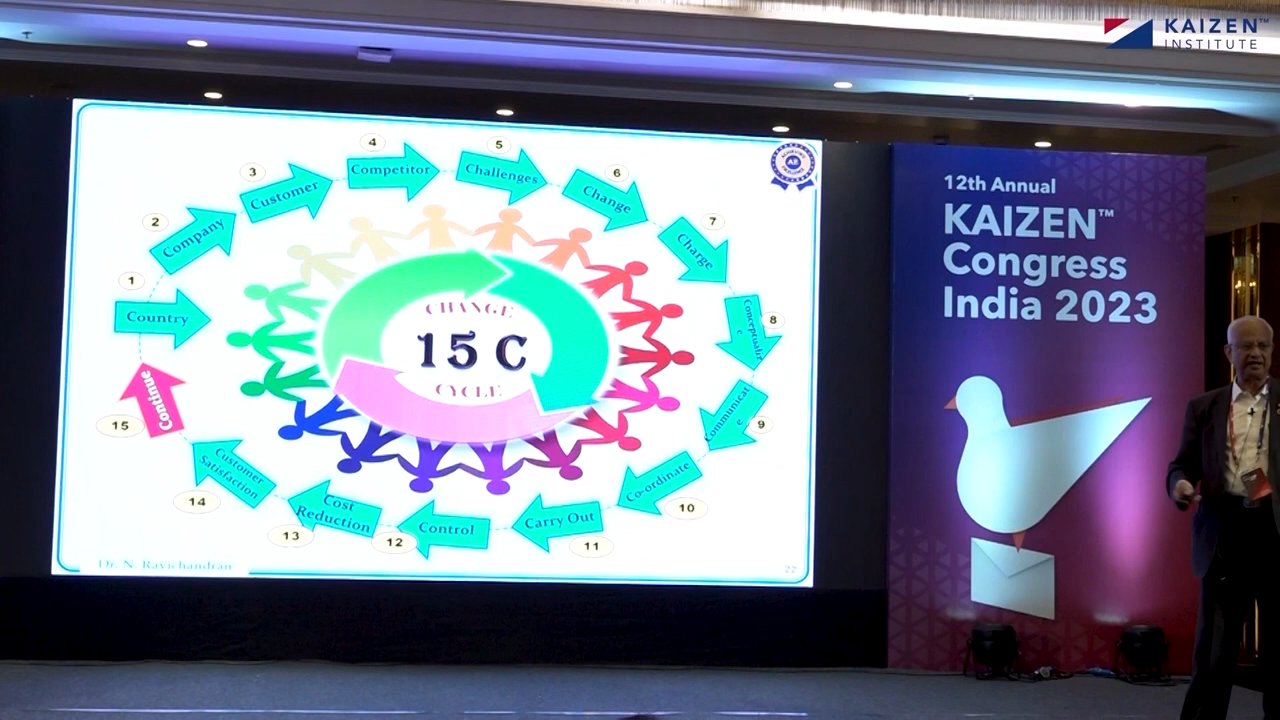 KAIZEN™
INSTITUTE
4
5
3
Competitor
Challenges
6
Customer
Change
2
7
Company
Charge
1
8
Country
Conceptualiz
e
CHANGE
15 C
CYCLE
Continue
15
Communicat
e
9
Customer
Satisfaction
14
Co-ordinate
10
Cost
Reduction
13
Control
12
Carry Out
11
Dr. N. Ravichandran
22
12th Annual
KAIZEN™
Congress
India 2023